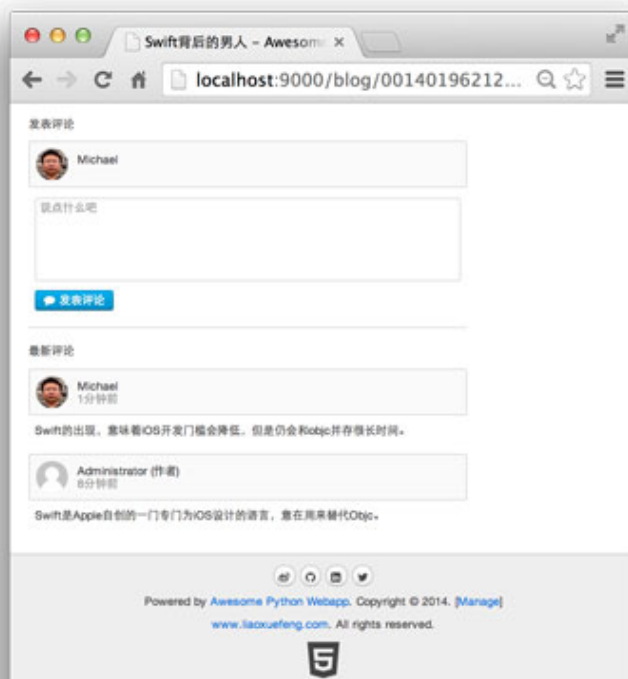 Swift背后的男人 - Awesom
localhost:9000/blog/00140196212...
发表评论
Michael
说点什么吧
发表评论
最新评论
Michael
1分钟前
Swift的出现，意味着iOS开发门槛会降低，但是仍会和objc并存很长时间。
Administrator (作者)
8分钟前
Swift是Apple自创的一门专门为iOS设计的语言，意在用来替代Objc。
Powered by Awesome Python Webapp. Copyright © 2014. [Manage]
www.liaoxuefeng.com. All rights reserved.